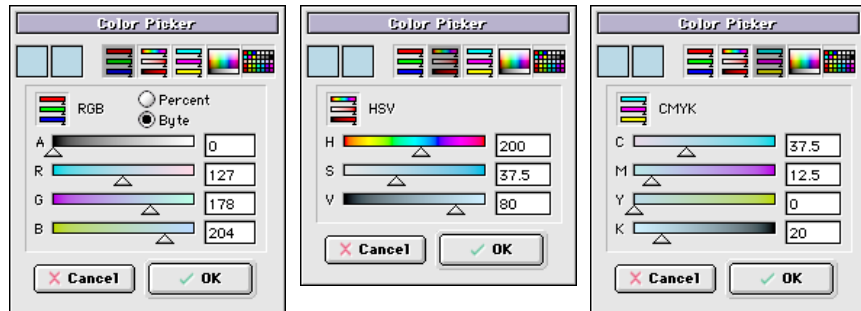 Color Picker
RGB
Percent
Byte
A 0
R 127
G 178
B 204
Cancel OK
Color Picker
HSV
H 200
S 37.5
V 80
Cancel OK
Color Picker
CMYK
C 37.5
M 12.5
Y 0
K 20
Cancel OK